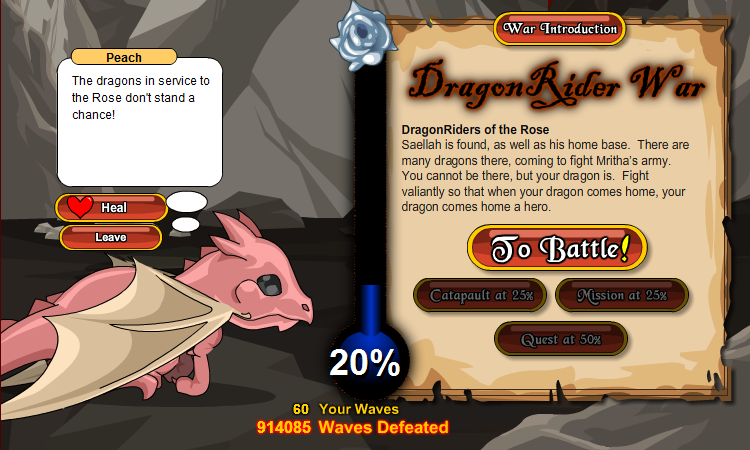 Peach
The dragons in service to
the Rose don't stand a
chance!
Heal
Leave
War Introduction
DragonRider War
DragonRiders of the Rose
Saellah is found, as well as his home base.  There are
many dragons there, coming to fight Mritha's army.
You cannot be there, but your dragon is.  Fight
valiantly so that when your dragon comes home, your
dragon comes home a hero.
To Battle!
Catapault at 25%
Mission at 25%
Quest at 50%
20%
60 Your Waves
914085 Waves Defeated